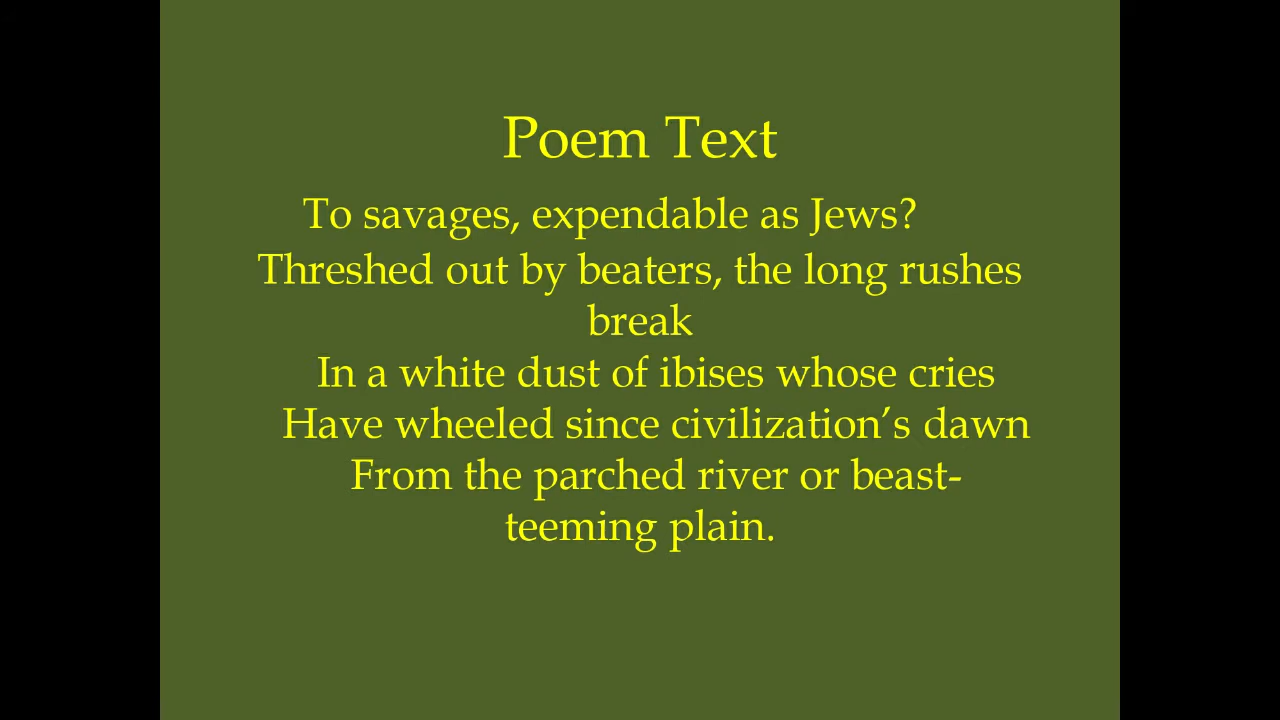 Poem Text
To savages, expendable as Jews?
Threshed out by beaters, the long rushes
break
In a white dust of ibises whose cries
Have wheeled since civilization’s dawn
From the parched river or beast-
teeming plain.